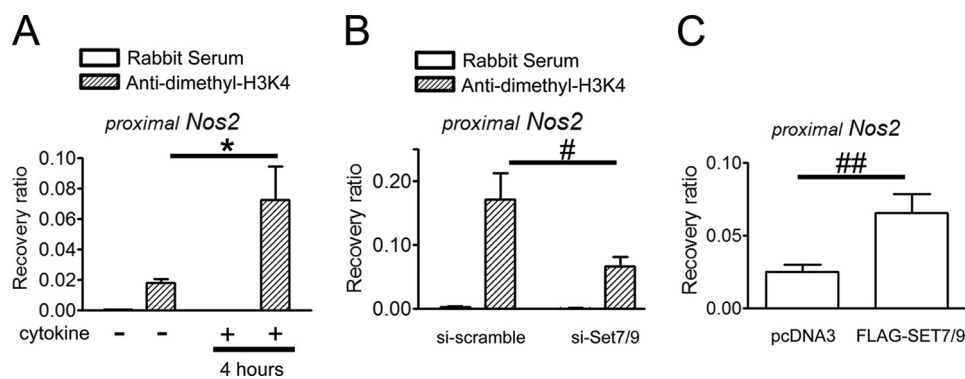 A
Rabbit Serum
Anti-dimethyl-H3K4
proximal Nos2
*
Recovery ratio
0.10
0.08
0.06
0.04
0.02
0.00
cytokine - - + +
4 hours
B
Rabbit Serum
Anti-dimethyl-H3K4
proximal Nos2
#
Recovery ratio
0.20
0.10
0.00
si-scramble si-Set7/9
C
proximal Nos2
##
Recovery ratio
0.10
0.05
0.00
pcDNA3 FLAG-SET7/9